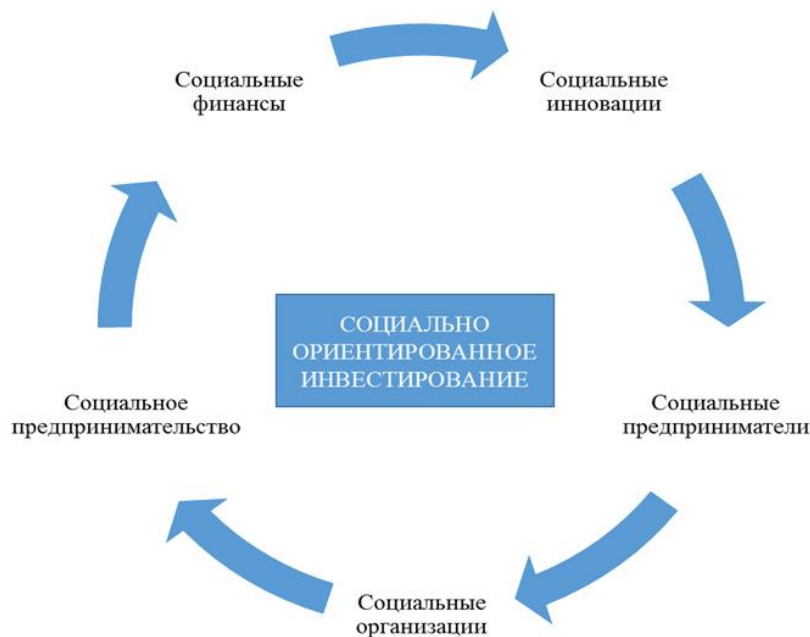 Социальные
финансы
Социальные
инновации
СОЦИАЛЬНО
ОРИЕНТИРОВАННОЕ
ИНВЕСТИРОВАНИЕ
Социальное
предпринимательство
Социальные
предприниматели
Социальные
организации